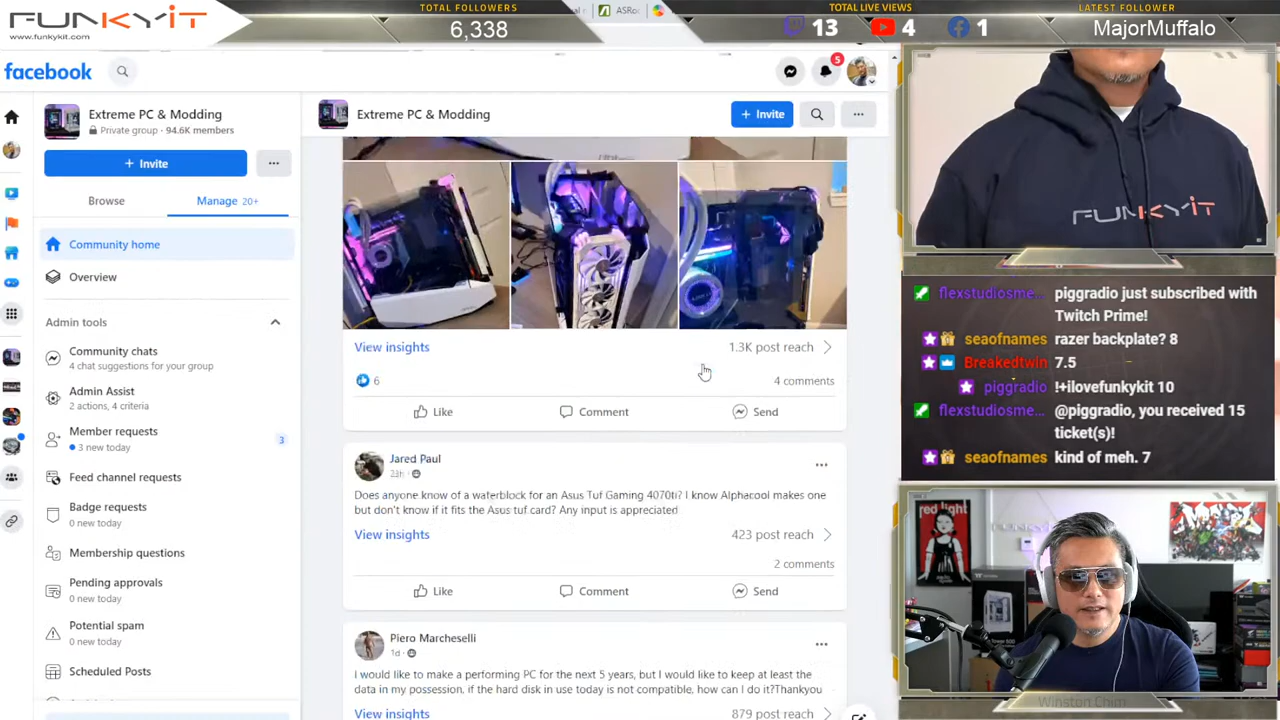 FUNKYIT
www.funkykit.com
TOTAL FOLLOWERS
6,338
ASRo
TOTAL LIVE VIEWS
13
4
1
LATEST FOLLOWER
MajorMuffalo
facebook
5
Extreme PC & Modding
Private group · 94.6K members
+ Invite
...
Browse
Manage 20+
Community home
Overview
Admin tools
Community chats
4 chat suggestions for your group
Admin Assist
2 actions, 4 criteria
Member requests
3 new today
3
Feed channel requests
Badge requests
0 new today
Membership questions
Pending approvals
0 new today
Potential spam
0 new today
Scheduled Posts
Extreme PC & Modding
+ Invite
...
View insights
1.3K post reach
6
4 comments
Like
Comment
Send
Jared Paul
23h ·
...
Does anyone know of a waterblock for an Asus Tuf Gaming 4070ti? I know Alphacool makes one
but don't know if it fits the Asus tuf card? Any input is appreciated
View insights
423 post reach
2 comments
Like
Comment
Send
Piero Marcheselli
1d ·
...
I would like to make a performing PC for the next 5 years, but I would like to keep at least the
data in my possession, if the hard disk in use today is not compatible, how can I do it?Thankyou
View insights
879 post reach
FUNKYIT
flexstudiosme... piggradio just subscribed with
Twitch Prime!
seaofnames razer backplate? 8
Breakedtwin 7.5
piggradio !+ilovefunkykit 10
flexstudiosme... @piggradio, you received 15
ticket(s)!
seaofnames kind of meh. 7
red light
Winston Chim